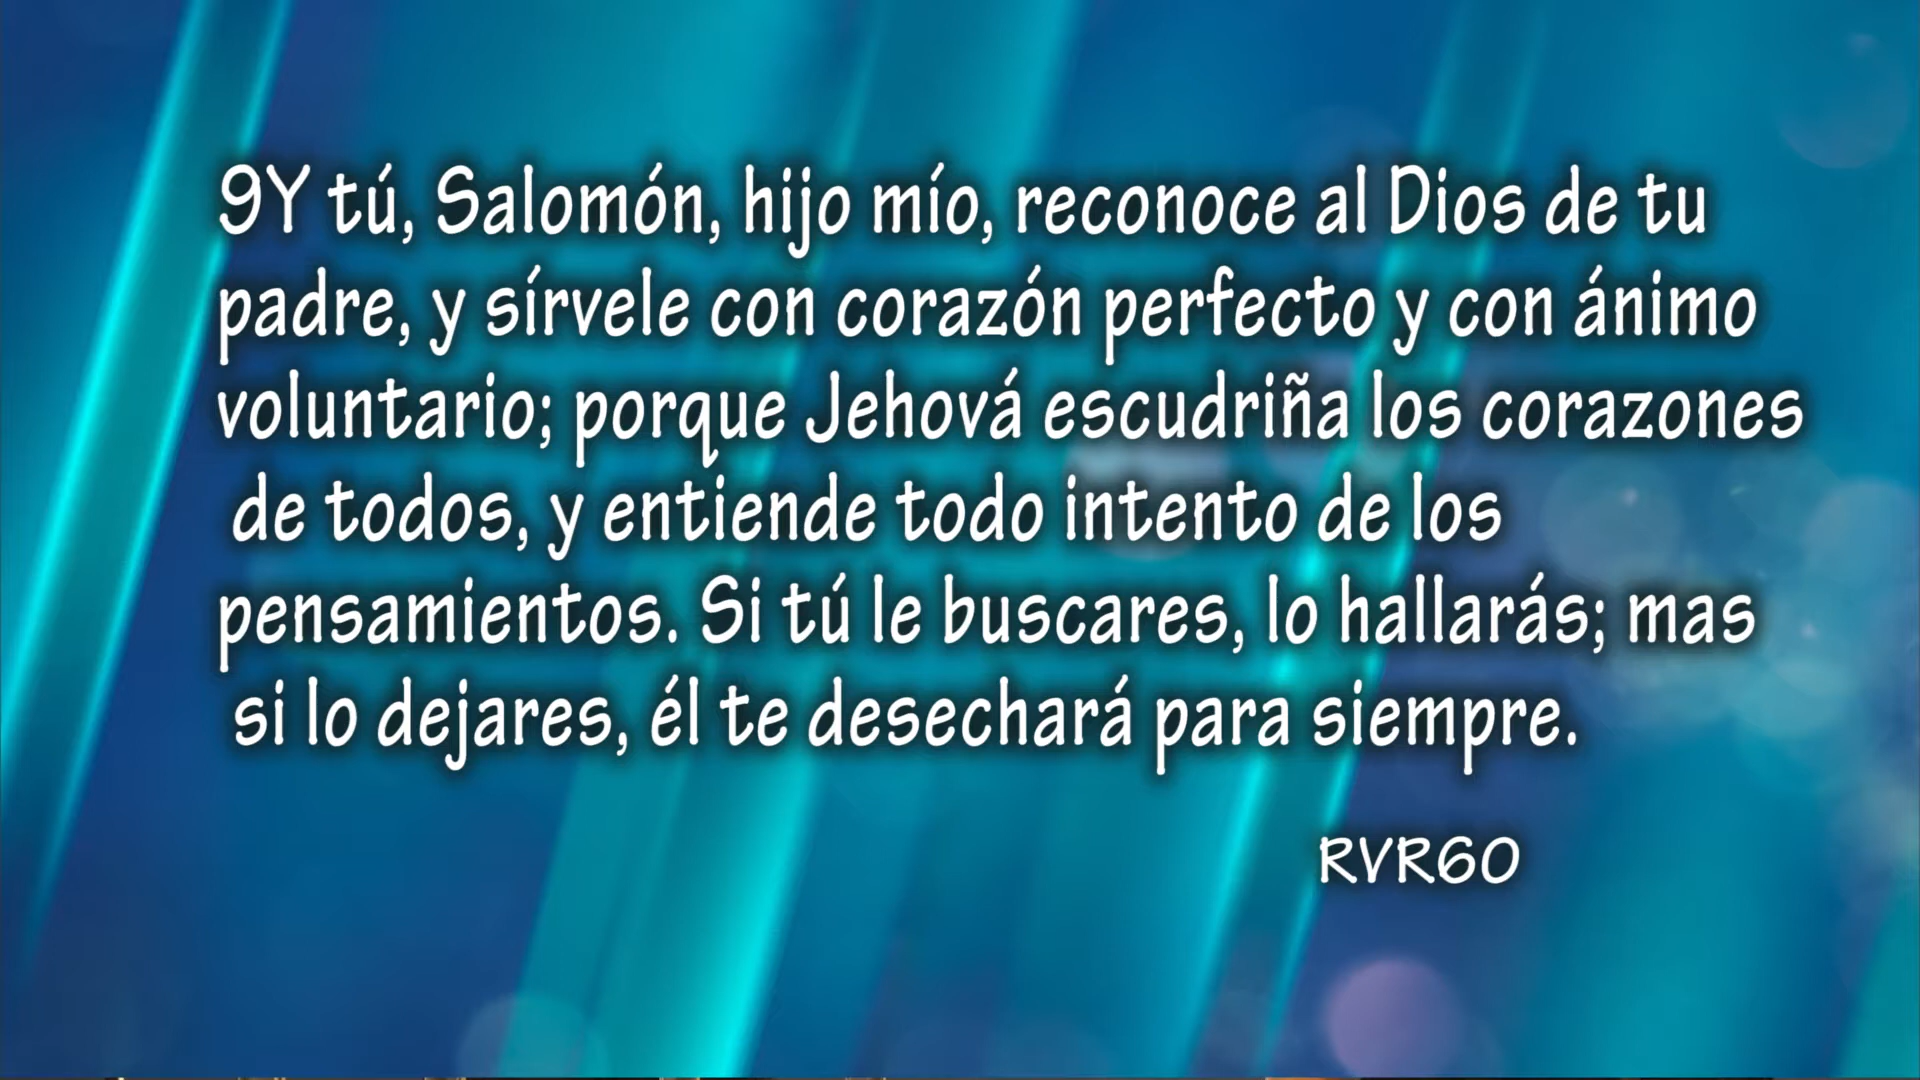 9Y tú, Salomón, hijo mío, reconoce al Dios de tu
padre, y sírvele con corazón perfecto y con ánimo
voluntario; porque Jehová escudriña los corazones
de todos, y entiende todo intento de los
pensamientos. Si tú le buscares, lo hallarás; mas
si lo dejares, él te desechará para siempre.
RVR60